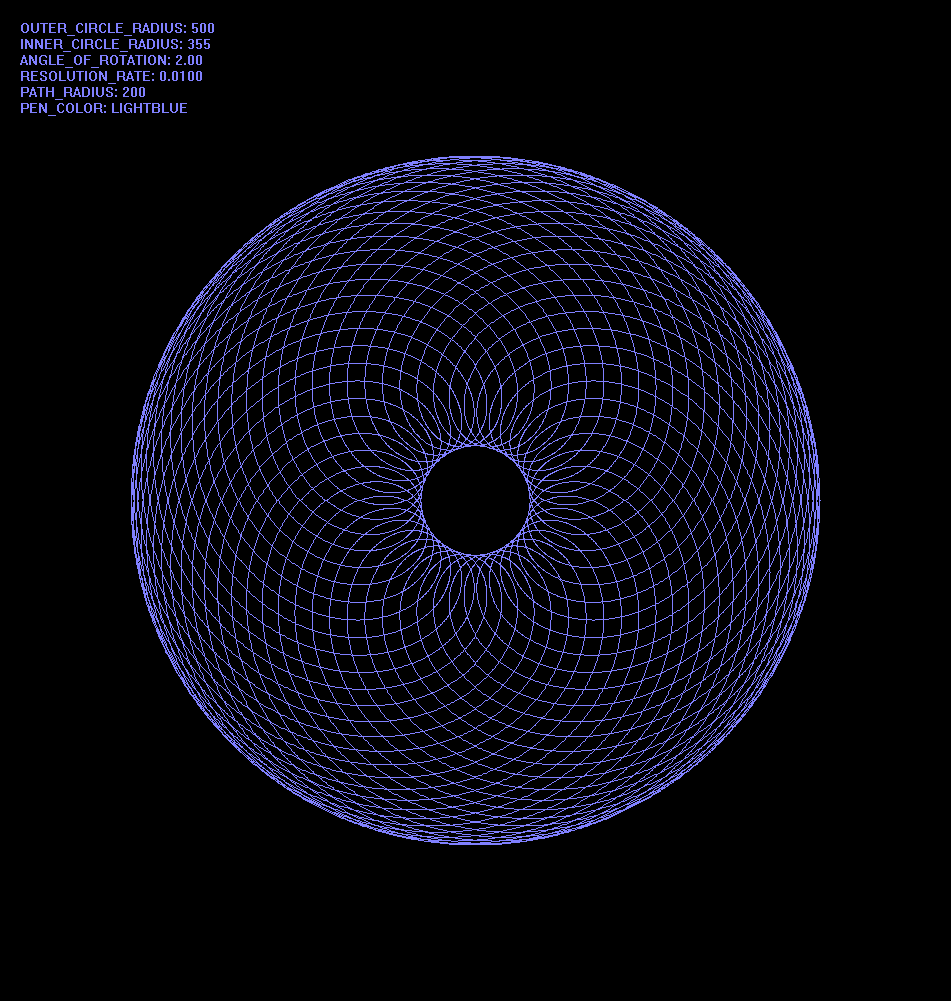 OUTER_CIRCLE_RADIUS: 500
INNER_CIRCLE_RADIUS: 355
ANGLE_OF_ROTATION: 2.00
RESOLUTION_RATE: 0.0100
PATH_RADIUS: 200
PEN_COLOR: LIGHTBLUE